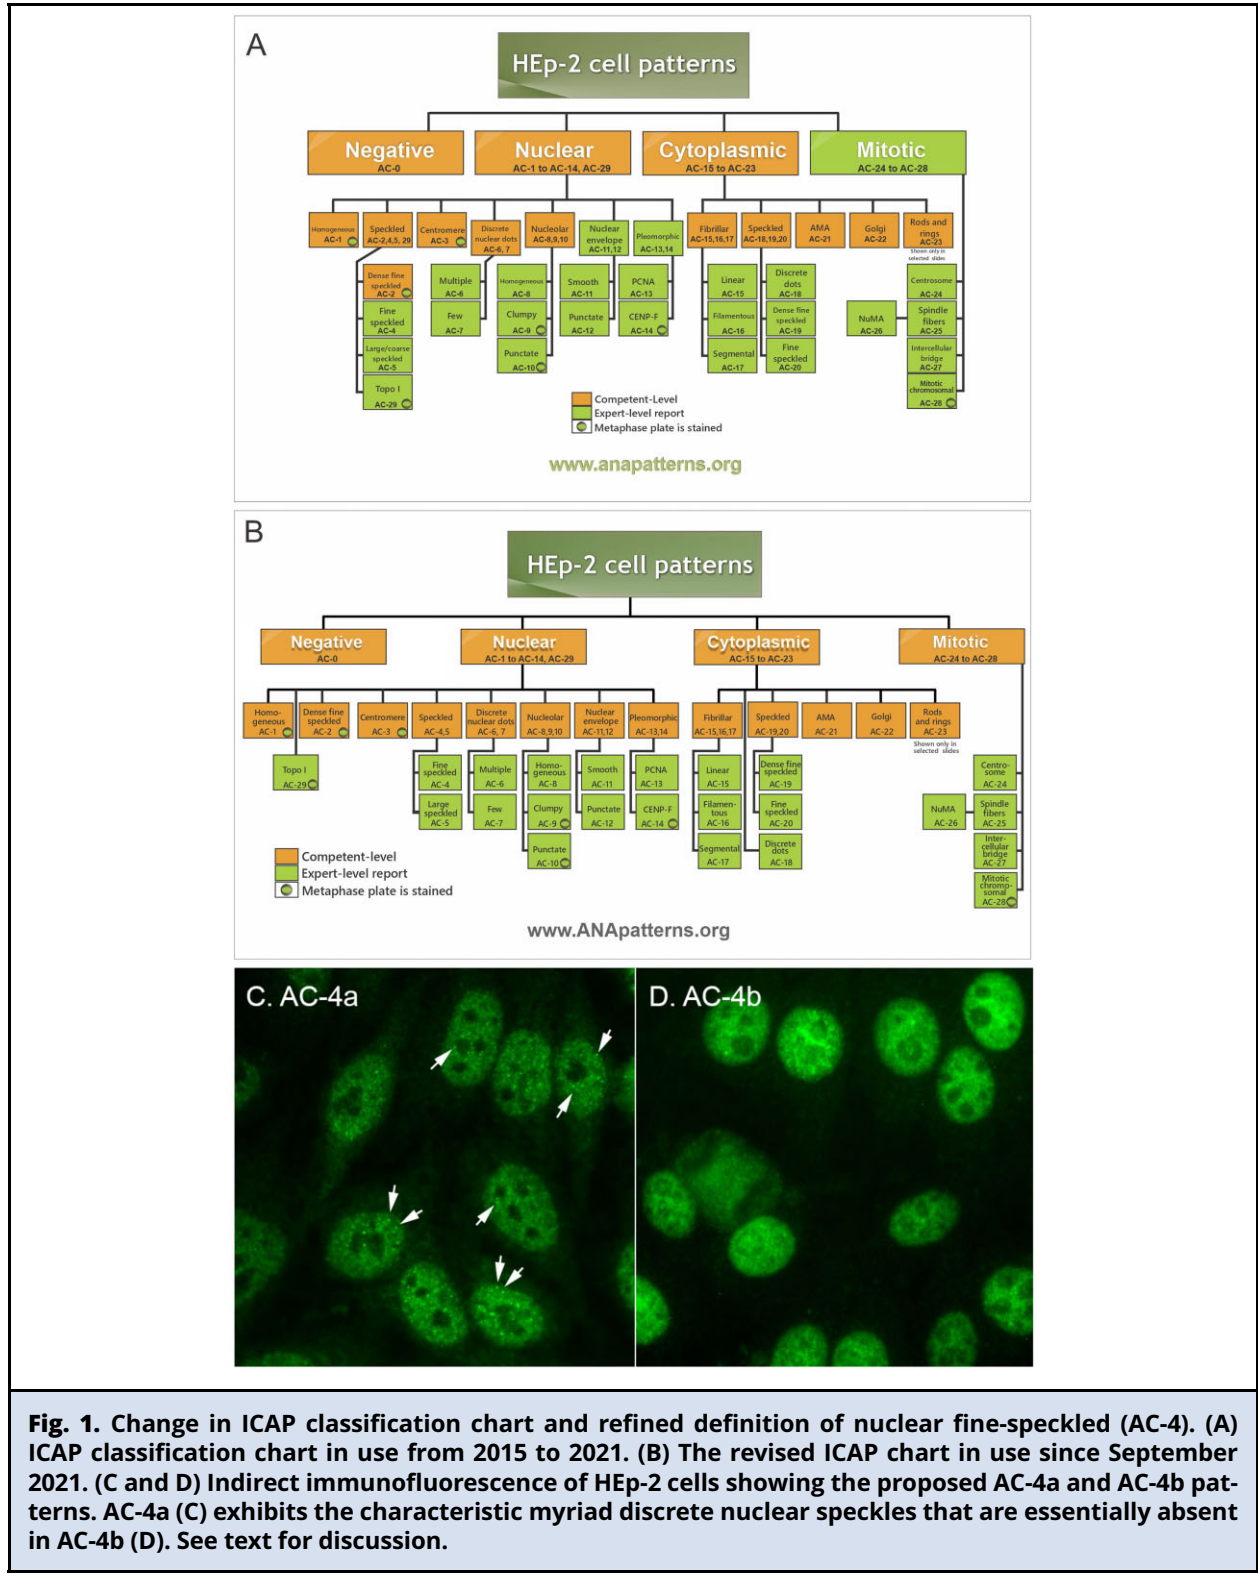 A
HEp-2 cell patterns
Negative
AC-0
Nuclear
AC-1 to AC-14, AC-29
Cytoplasmic
AC-15 to AC-23
Mitotic
AC-24 to AC-28
Homogeneous
AC-1
Speckled
AC-2,4,5, 29
Centromere
AC-3
Discrete
nuclear dots
AC-6, 7
Nucleolar
AC-8,9,10
Nuclear
envelope
AC-11,12
Pleomorphic
AC-13,14
Fibrillar
AC-15,16,17
Speckled
AC-18,19,20
AMA
AC-21
Golgi
AC-22
Rods and
rings
AC-23
Shown only in
selected slides
Dense fine
speckled
AC-2
Fine
speckled
AC-4
Large/coarse
speckled
AC-5
Topo I
AC-29
Multiple
AC-6
Few
AC-7
Homogeneous
AC-8
Clumpy
AC-9
Punctate
AC-10
Smooth
AC-11
Punctate
AC-12
PCNA
AC-13
CENP-F
AC-14
Linear
AC-15
Filamentous
AC-16
Segmental
AC-17
Discrete
dots
AC-18
Dense fine
speckled
AC-19
Fine
speckled
AC-20
Centrosome
AC-24
NuMA
AC-26
Spindle
fibers
AC-25
Intercellular
bridge
AC-27
Mitotic
chromosomal
AC-28
Competent-Level
Expert-level report
Metaphase plate is stained
www.anapatterns.org
B
HEp-2 cell patterns
Negative
AC-0
Nuclear
AC-1 to AC-14, AC-29
Cytoplasmic
AC-15 to AC-23
Mitotic
AC-24 to AC-28
Homo-
geneous
AC-1
Dense fine
speckled
AC-2
Centromere
AC-3
Speckled
AC-4,5
Discrete
nuclear dots
AC-6, 7
Nucleolar
AC-8,9,10
Nuclear
envelope
AC-11,12
Pleomorphic
AC-13,14
Fibrillar
AC-15,16,17
Speckled
AC-19,20
AMA
AC-21
Golgi
AC-22
Rods
and rings
AC-23
Shown only in
selected slides
Topo I
AC-29
Fine
speckled
AC-4
Large
speckled
AC-5
Multiple
AC-6
Few
AC-7
Homo-
geneous
AC-8
Clumpy
AC-9
Punctate
AC-10
Smooth
AC-11
Punctate
AC-12
PCNA
AC-13
CENP-F
AC-14
Linear
AC-15
Filamen-
tous
AC-16
Segmental
AC-17
Dense fine
speckled
AC-19
Fine
speckled
AC-20
Discrete
dots
AC-18
Centro-
some
AC-24
NuMA
AC-26
Spindle
fibers
AC-25
Inter-
cellular
bridge
AC-27
Mitotic
chromo-
somal
AC-28
Competent-level
Expert-level report
Metaphase plate is stained
www.ANApatterns.org
C. AC-4a
D. AC-4b
Fig. 1. Change in ICAP classification chart and refined definition of nuclear fine-speckled (AC-4). (A)
ICAP classification chart in use from 2015 to 2021. (B) The revised ICAP chart in use since September
2021. (C and D) Indirect immunofluorescence of HEp-2 cells showing the proposed AC-4a and AC-4b pat-
terns. AC-4a (C) exhibits the characteristic myriad discrete nuclear speckles that are essentially absent
in AC-4b (D). See text for discussion.